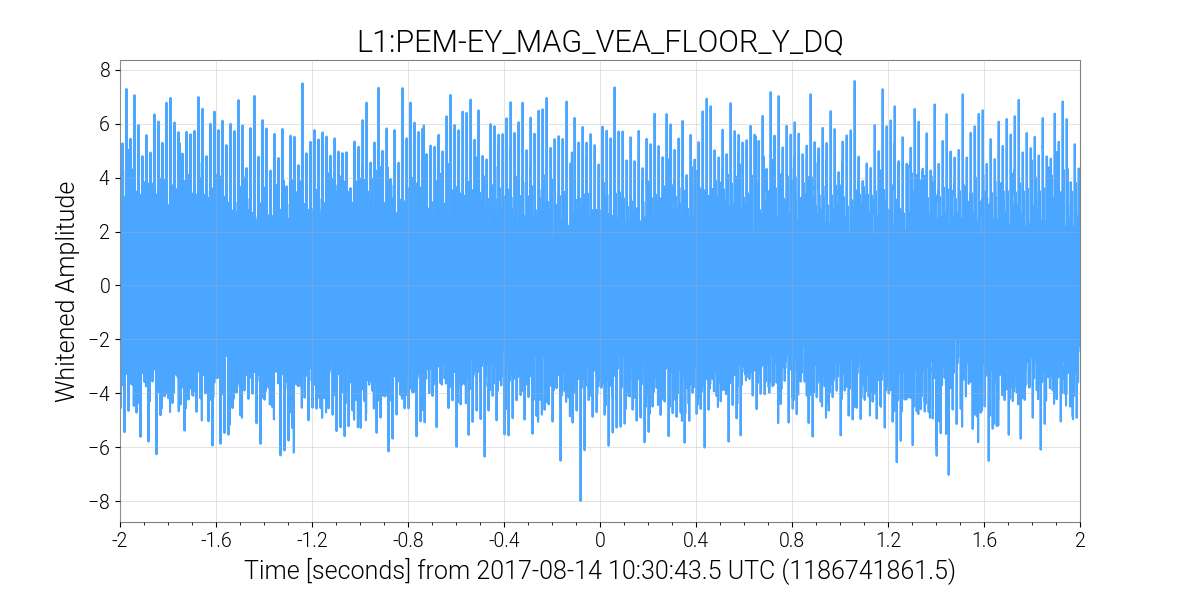 L1:PEM-EY_MAG_VEA_FLOOR_Y_DQ
Whitened Amplitude
8
6
4
2
0
−2
−4
−6
−8
-2 -1.6 -1.2 -0.8 -0.4 0 0.4 0.8 1.2 1.6 2
Time [seconds] from 2017-08-14 10:30:43.5 UTC (1186741861.5)